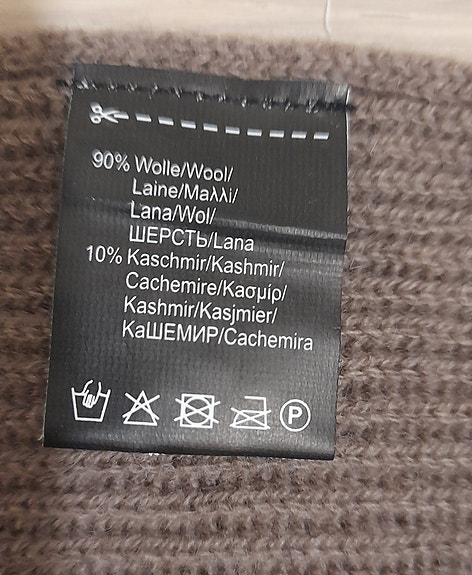 90% Wolle/Wool/
Laine/Μαλλί/
Lana/Wol/
ШЕРСТЬ/Lana
10% Kaschmir/Kashmir/
Cachemire/Κασμίρ/
Kashmir/Kasjmier/
КаШЕМИР/Cachemira
P